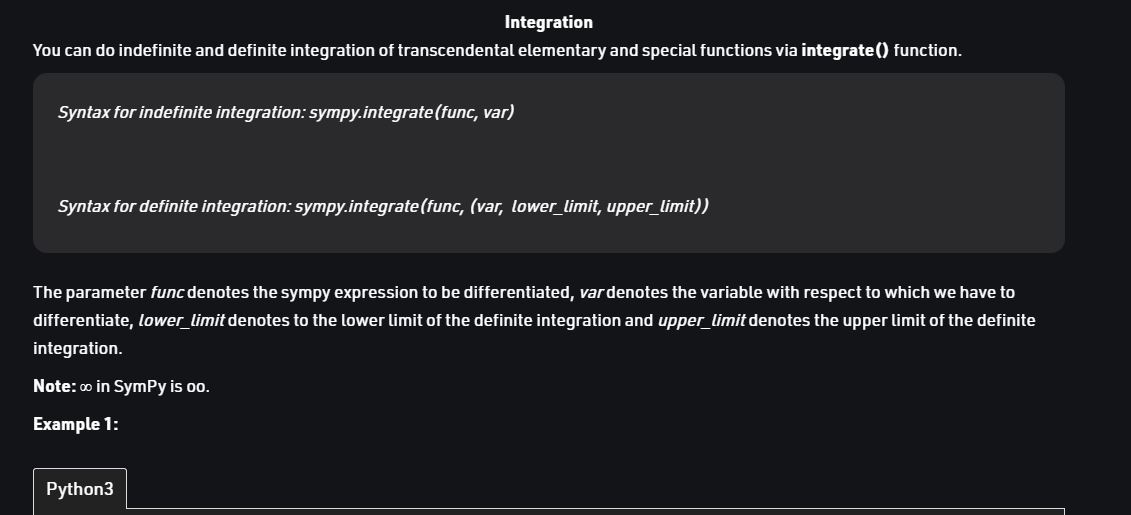 Integration
You can do indefinite and definite integration of transcendental elementary and special functions via integrate() function.
Syntax for indefinite integration: sympy.integrate(func, var)
Syntax for definite integration: sympy.integrate(func, (var, lower_limit, upper_limit))
The parameter func denotes the sympy expression to be differentiated, var denotes the variable with respect to which we have to
differentiate, lower_limit denotes to the lower limit of the definite integration and upper_limit denotes the upper limit of the definite
integration.
Note: ∞ in SymPy is oo.
Example 1:
Python3